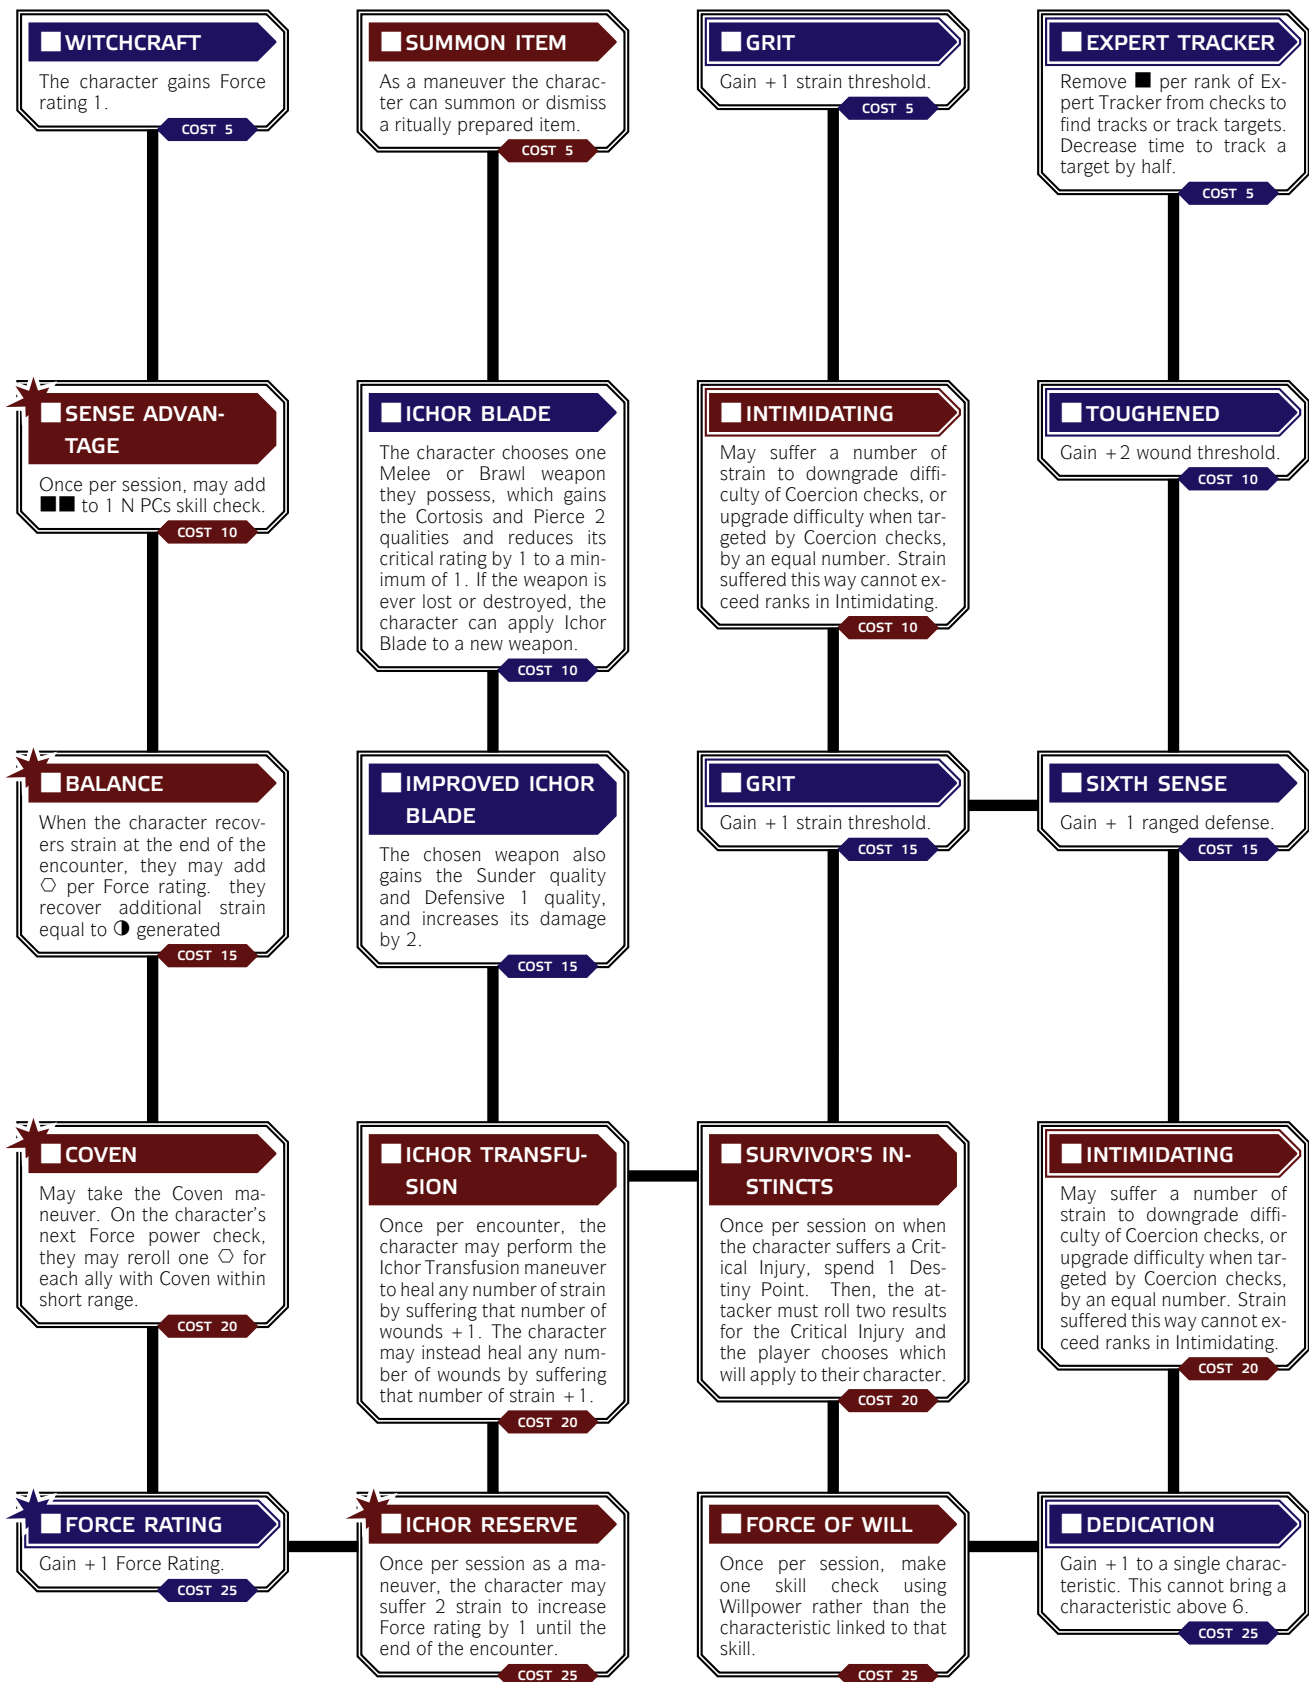 WITCHCRAFT
The character gains Force
rating 1.
COST 5
SUMMON ITEM
As a maneuver the charac-
ter can summon or dismiss
a ritually prepared item.
COST 5
GRIT
Gain +1 strain threshold.
COST 5
EXPERT TRACKER
Remove ■ per rank of Ex-
pert Tracker from checks to
find tracks or track targets.
Decrease time to track a
target by half.
COST 5
SENSE ADVAN-
TAGE
Once per session, may add
■■ to 1 N PCs skill check.
COST 10
ICHOR BLADE
The character chooses one
Melee or Brawl weapon
they possess, which gains
the Cortosis and Pierce 2
qualities and reduces its
critical rating by 1 to a min-
imum of 1. If the weapon is
ever lost or destroyed, the
character can apply Ichor
Blade to a new weapon.
COST 10
INTIMIDATING
May suffer a number of
strain to downgrade diffi-
culty of Coercion checks, or
upgrade difficulty when tar-
geted by Coercion checks,
by an equal number. Strain
suffered this way cannot ex-
ceed ranks in Intimidating.
COST 10
TOUGHENED
Gain +2 wound threshold.
COST 10
BALANCE
When the character recov-
ers strain at the end of the
encounter, they may add
⬡ per Force rating. they
recover additional strain
equal to ◑ generated
COST 15
IMPROVED ICHOR
BLADE
The chosen weapon also
gains the Sunder quality
and Defensive 1 quality,
and increases its damage
by 2.
COST 15
GRIT
Gain +1 strain threshold.
COST 15
SIXTH SENSE
Gain + 1 ranged defense.
COST 15
COVEN
May take the Coven ma-
neuver. On the character's
next Force power check,
they may reroll one ⬡ for
each ally with Coven within
short range.
COST 20
ICHOR TRANSFU-
SION
Once per encounter, the
character may perform the
Ichor Transfusion maneuver
to heal any number of strain
by suffering that number of
wounds +1. The character
may instead heal any num-
ber of wounds by suffering
that number of strain +1.
COST 20
SURVIVOR'S IN-
STINCTS
Once per session on when
the character suffers a Crit-
ical Injury, spend 1 Des-
tiny Point. Then, the at-
tacker must roll two results
for the Critical Injury and
the player chooses which
will apply to their character.
COST 20
INTIMIDATING
May suffer a number of
strain to downgrade diffi-
culty of Coercion checks, or
upgrade difficulty when tar-
geted by Coercion checks,
by an equal number. Strain
suffered this way cannot ex-
ceed ranks in Intimidating.
COST 20
FORCE RATING
Gain +1 Force Rating.
COST 25
ICHOR RESERVE
Once per session as a ma-
neuver, the character may
suffer 2 strain to increase
Force rating by 1 until the
end of the encounter.
COST 25
FORCE OF WILL
Once per session, make
one skill check using
Willpower rather than the
characteristic linked to that
skill.
COST 25
DEDICATION
Gain +1 to a single charac-
teristic. This cannot bring a
characteristic above 6.
COST 25